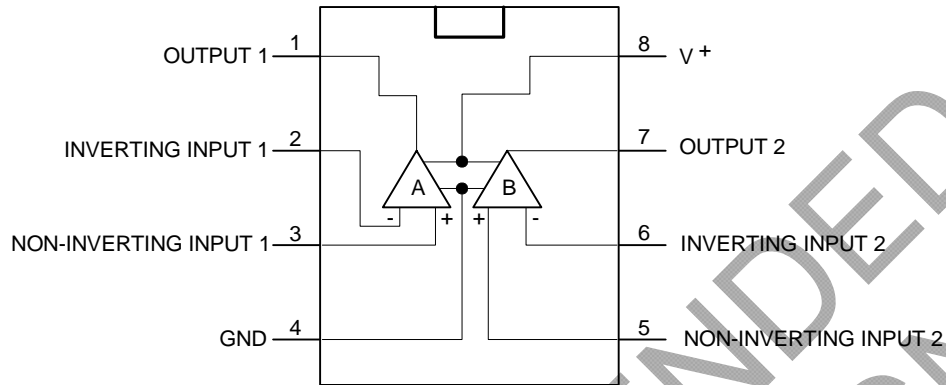 1
OUTPUT 1
2
INVERTING INPUT 1
3
NON-INVERTING INPUT 1
4
GND
A
- +
B
+ -
8
V+
7
OUTPUT 2
6
INVERTING INPUT 2
5
NON-INVERTING INPUT 2